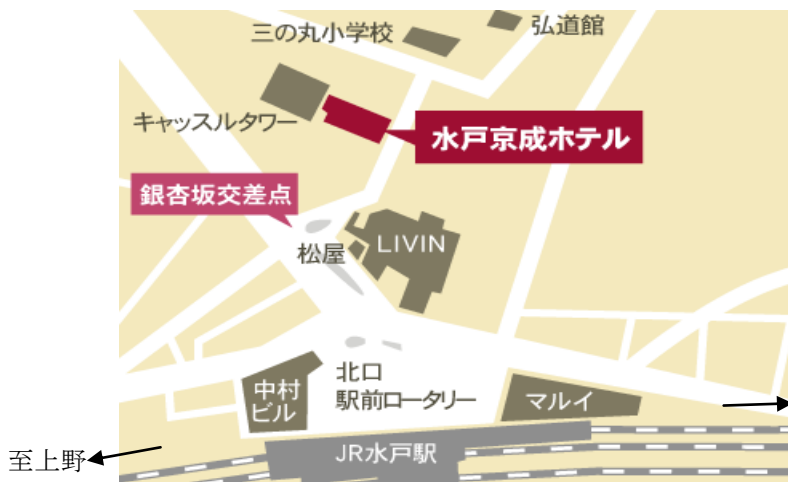 三の丸小学校
弘道館
キャッスルタワー
水戸京成ホテル
銀杏坂交差点
松屋
LIVIN
北口
駅前ロータリー
中村
ビル
マルイ
JR水戸駅
至上野